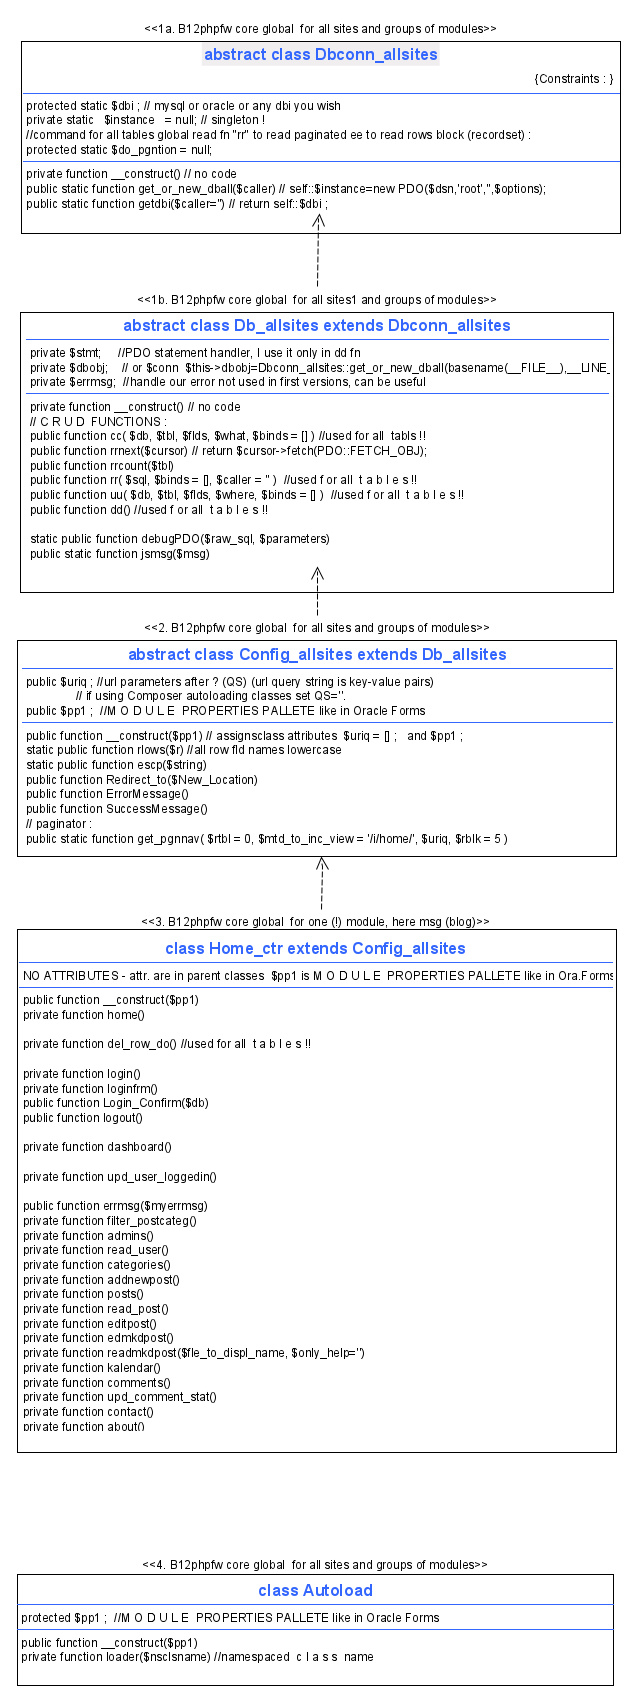 <<1a. B12phpfw core global  for all sites and groups of modules>>
abstract class Dbconn_allsites
{Constraints : }
protected static $dbi ; // mysql or oracle or any dbi you wish
private static   $instance   = null; // singleton !
//command for all tables global read fn "rr" to read paginated ee to read rows block (recordset) :
protected static $do_pgntion = null;
private function __construct() // no code
public static function get_or_new_dball($caller) // self::$instance=new PDO($dsn,'root','',$options);
public static function getdbi($caller='') // return self::$dbi ;
<<1b. B12phpfw core global  for all sites1 and groups of modules>>
abstract class Db_allsites extends Dbconn_allsites
private $stmt;     //PDO statement handler, I use it only in dd fn
private $dbobj;    // or $conn  $this->dbobj=Dbconn_allsites::get_or_new_dball(basename(__FILE__),__LINE_
private $errmsg;  //handle our error not used in first versions, can be useful
private function __construct() // no code
// C R U D  FUNCTIONS :
public function cc( $db, $tbl, $flds, $what, $binds = [] ) //used for all  tabls !!
public function rrnext($cursor) // return $cursor->fetch(PDO::FETCH_OBJ);
public function rrcount($tbl)
public function rr( $sql, $binds = [], $caller = '' )  //used f or all  t a b l e s !!
public function uu( $db, $tbl, $flds, $where, $binds = [] )  //used f or all  t a b l e s !!
public function dd() //used f or all  t a b l e s !!
static public function debugPDO($raw_sql, $parameters)
public static function jsmsg($msg)
<<2. B12phpfw core global  for all sites and groups of modules>>
abstract class Config_allsites extends Db_allsites
public $uriq ; //url parameters after ? (QS) (url query string is key-value pairs)
// if using Composer autoloading classes set QS=''.
public $pp1 ;  //M O D U L E  PROPERTIES PALLETE like in Oracle Forms
public function __construct($pp1) // assignsclass attributes  $uriq = [] ;   and $pp1 ;
static public function rlows($r) //all row fld names lowercase
static public function escp($string)
public function Redirect_to($New_Location)
public function ErrorMessage()
public function SuccessMessage()
// paginator :
public static function get_pgnnav( $rtbl = 0, $mtd_to_inc_view = '/i/home/', $uriq, $rblk = 5 )
<<3. B12phpfw core global  for one (!) module, here msg (blog)>>
class Home_ctr extends Config_allsites
NO ATTRIBUTES - attr. are in parent classes  $pp1 is M O D U L E  PROPERTIES PALLETE like in Ora.Forms
public function __construct($pp1)
private function home()
private function del_row_do() //used for all  t a b l e s !!
private function login()
private function loginfrm()
public function Login_Confirm($db)
public function logout()
private function dashboard()
private function upd_user_loggedin()
public function errmsg($myerrmsg)
private function filter_postcateg()
private function admins()
private function read_user()
private function categories()
private function addnewpost()
private function posts()
private function read_post()
private function editpost()
private function edmkdpost()
private function readmkdpost($fle_to_displ_name, $only_help='')
private function kalendar()
private function comments()
private function upd_comment_stat()
private function contact()
private function about()
<<4. B12phpfw core global  for all sites and groups of modules>>
class Autoload
protected $pp1 ;  //M O D U L E  PROPERTIES PALLETE like in Oracle Forms
public function __construct($pp1)
private function loader($nsclsname) //namespaced  c l a s s  name